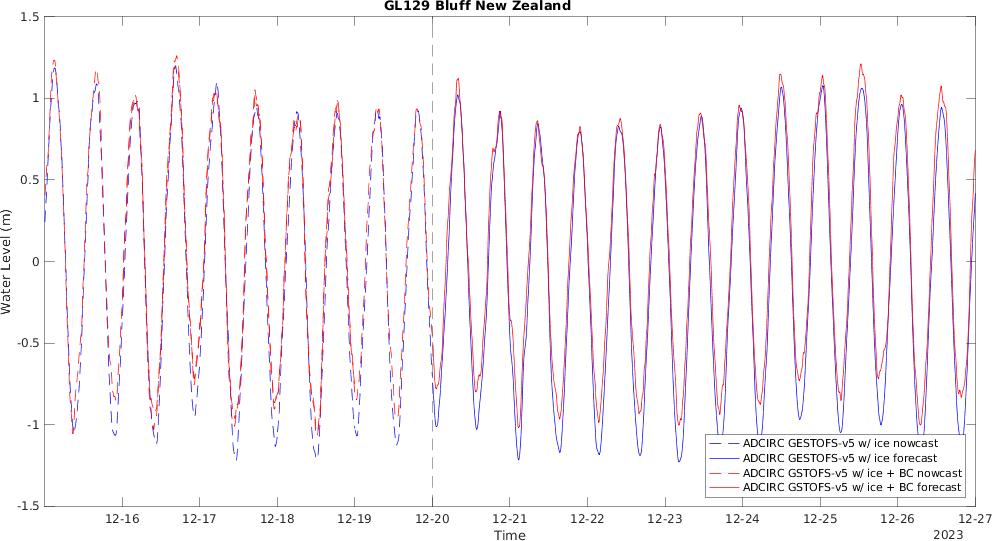 GL129 Bluff New Zealand
1.5
1
0.5
0
-0.5
-1
-1.5
Water Level (m)
12-16
12-17
12-18
12-19
12-20
12-21
12-22
12-23
12-24
12-25
12-26
12-27
Time
2023
ADCIRC GESTOFS-v5 w/ ice nowcast
ADCIRC GESTOFS-v5 w/ ice forecast
ADCIRC GSTOFS-v5 w/ ice + BC nowcast
ADCIRC GSTOFS-v5 w/ ice + BC forecast